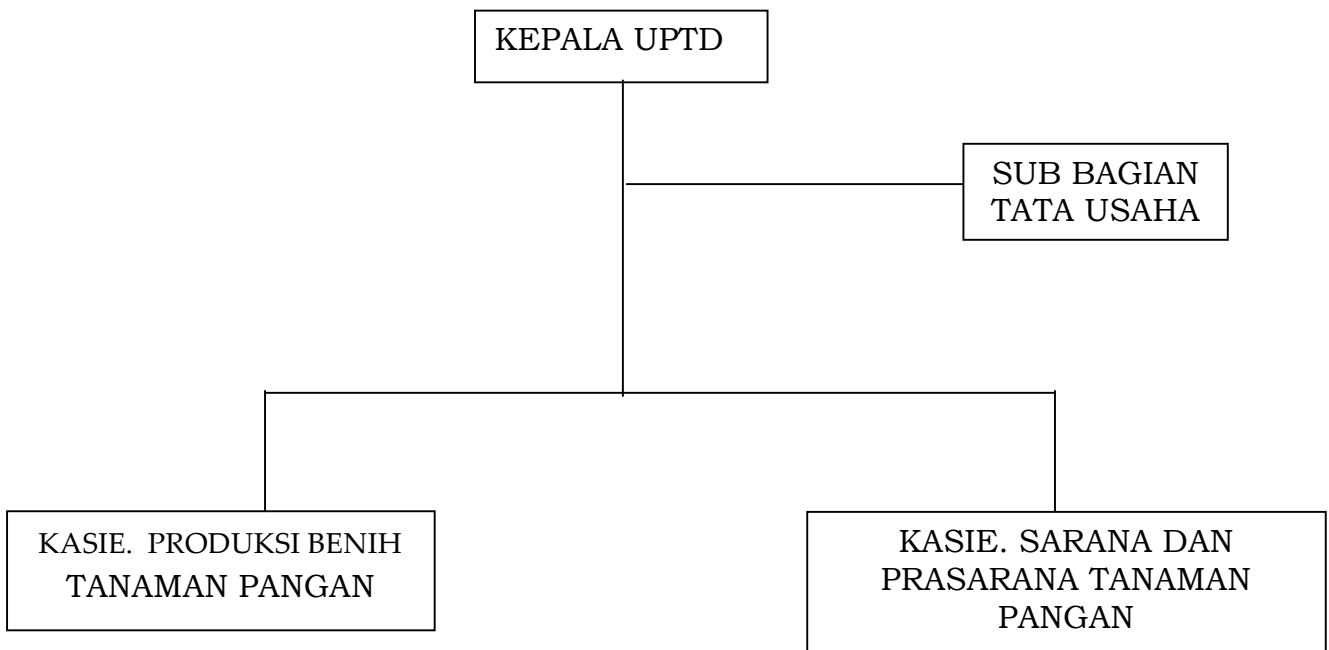 KEPALA UPTD
SUB BAGIAN
TATA USAHA
KASIE. PRODUKSI BENIH
TANAMAN PANGAN
KASIE. SARANA DAN
PRASARANA TANAMAN
PANGAN